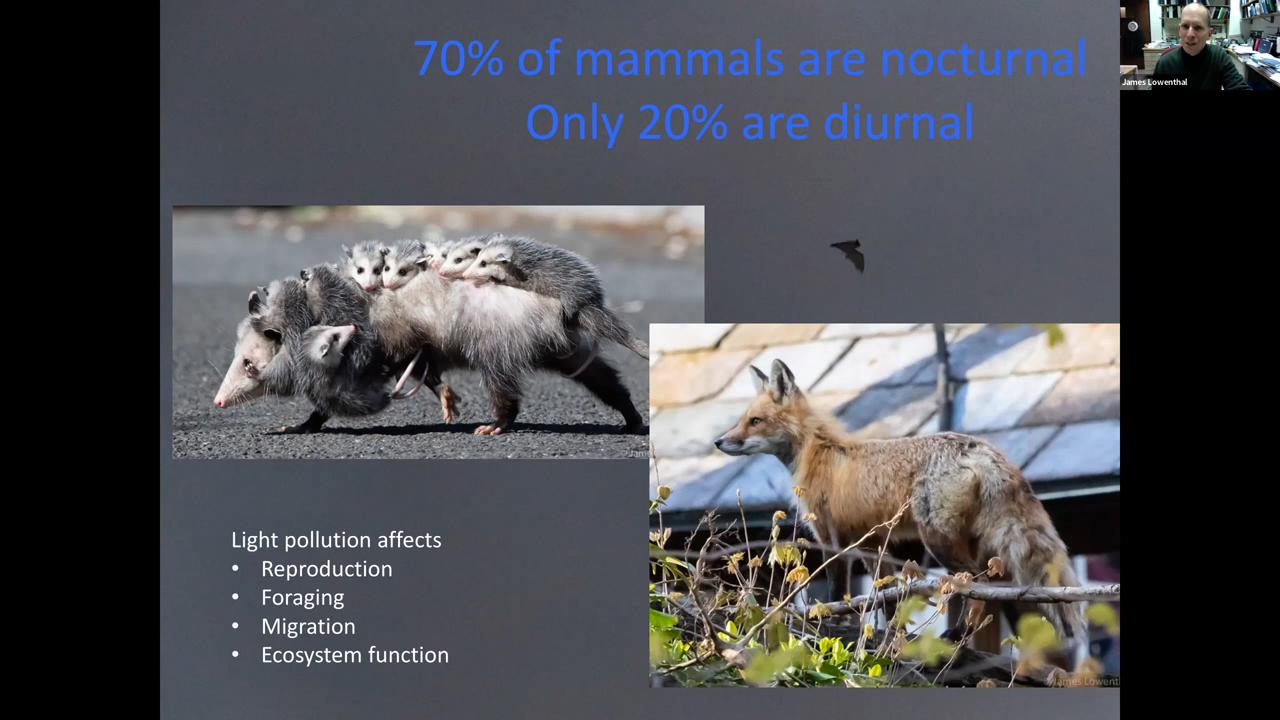 70% of mammals are nocturnal
Only 20% are diurnal
James Lowenthal
Light pollution affects
• Reproduction
• Foraging
• Migration
• Ecosystem function